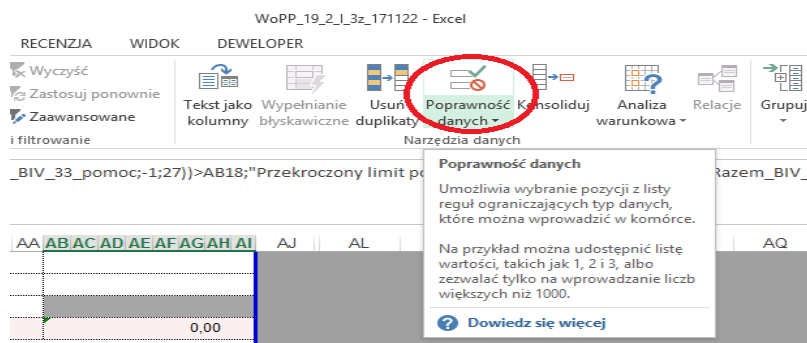 WoPP_19_2_I_3z_171122 - Excel
RECENZJA WIDOK DEWELOPER
Wyczyść
Zastosuj ponownie
Zaawansowane
i filtrowanie
Tekst jako kolumny
Wypełnianie błyskawiczne
Usuń duplikaty
Poprawność danych
Konsoliduj
Analiza warunkowa
Relacje
Grupuj
Narzędzia danych
_BIV_33_pomoc;-1;27))>AB18;"Przekroczony limit po
Razem_BIV_
Poprawność danych
Umożliwia wybranie pozycji z listy
reguł ograniczających typ danych,
które można wprowadzić w komórce.
Na przykład można udostępnić listę
wartości, takich jak 1, 2 i 3, albo
zezwalać tylko na wprowadzanie liczb
większych niż 1000.
Dowiedz się więcej
AA AB AC AD AE AF AG AH AI AJ AL AQ
0,00